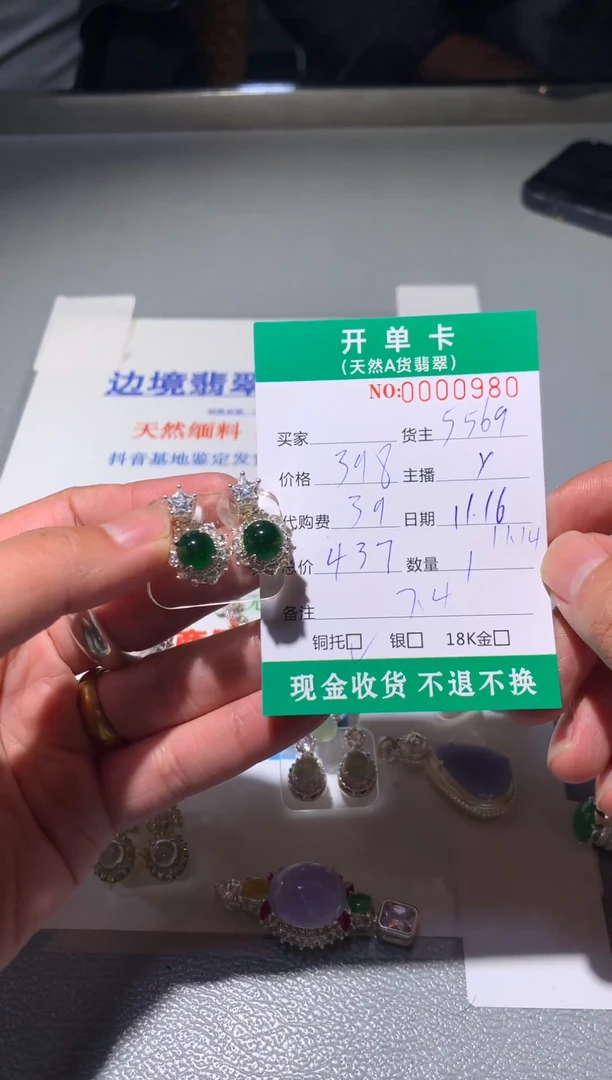 边境翡翠
天然缅料
抖音基地鉴定发
开单卡
(天然A货翡翠)
NO:0000980
买家 货主 5569
价格 398 主播 Y
代购费 39 日期 11.16
11.14
总价 437 数量 1
备注 7.4
铜托□ 银□ 18K金□
现金收货 不退不换